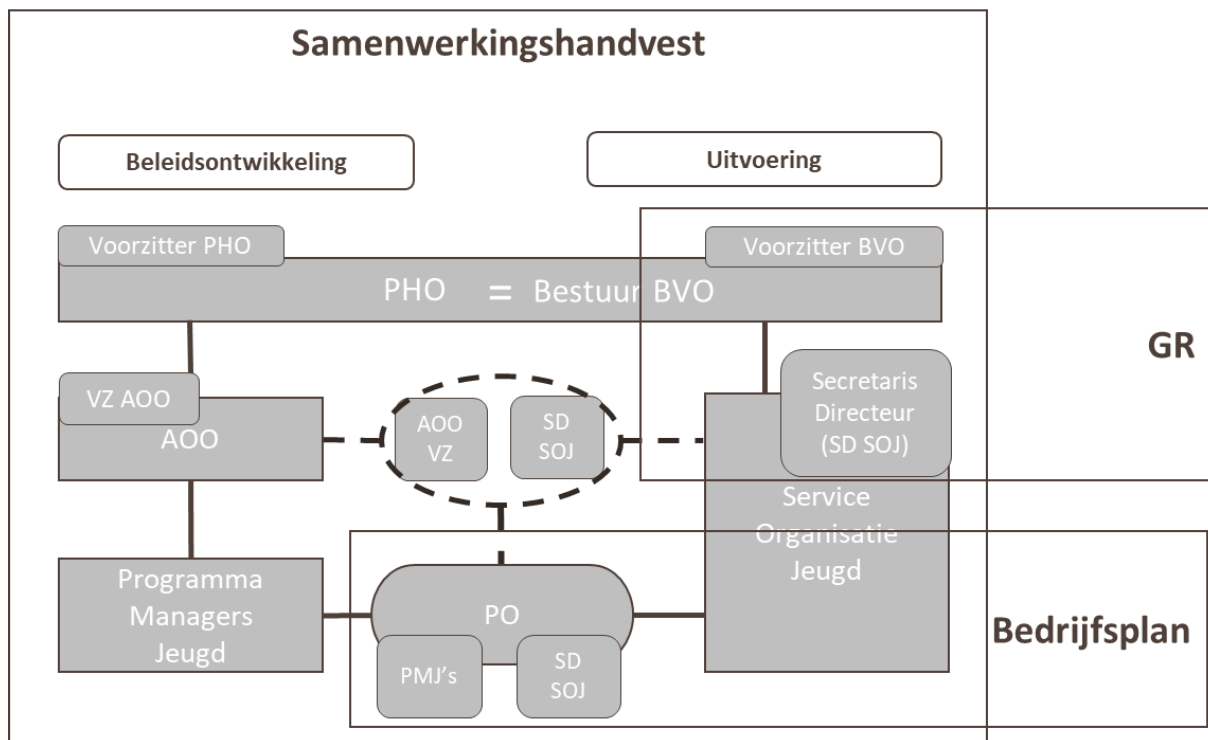 Samenwerkingshandvest
Beleidsontwikkeling
Uitvoering
Voorzitter PHO
Voorzitter BVO
PHO = Bestuur BVO
GR
VZ AOO
AOO
AOO
VZ
SD
SOJ
Secretaris
Directeur
(SD SOJ)
Service
Organisatie
Jeugd
Programma
Managers
Jeugd
PO
PMJ's
SD
SOJ
Bedrijfsplan